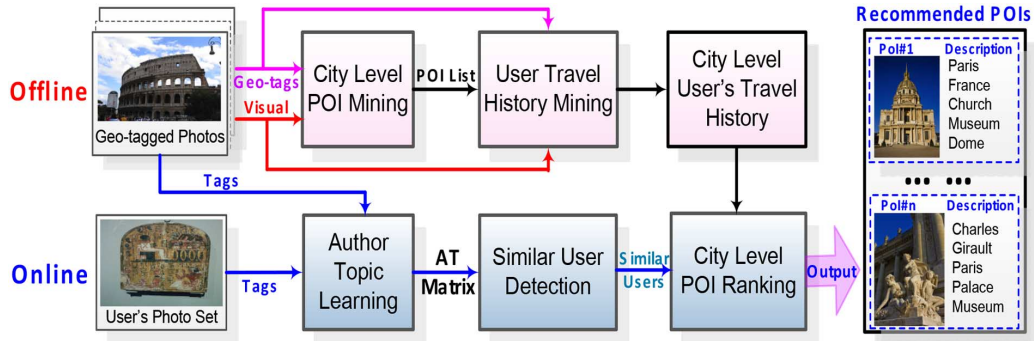 Recommended POIs
Offline
Geo-tagged Photos
Geo-tags
Visual
City Level
POI Mining
POI List
User Travel
History Mining
City Level
User's Travel
History
PoI#1
Description
Paris
France
Church
Museum
Dome
... ...
Tags
Online
User's Photo Set
Tags
Author
Topic
Learning
AT
Matrix
Similar User
Detection
Similar
Users
City Level
POI Ranking
Output
PoI#n
Description
Charles
Girault
Paris
Palace
Museum